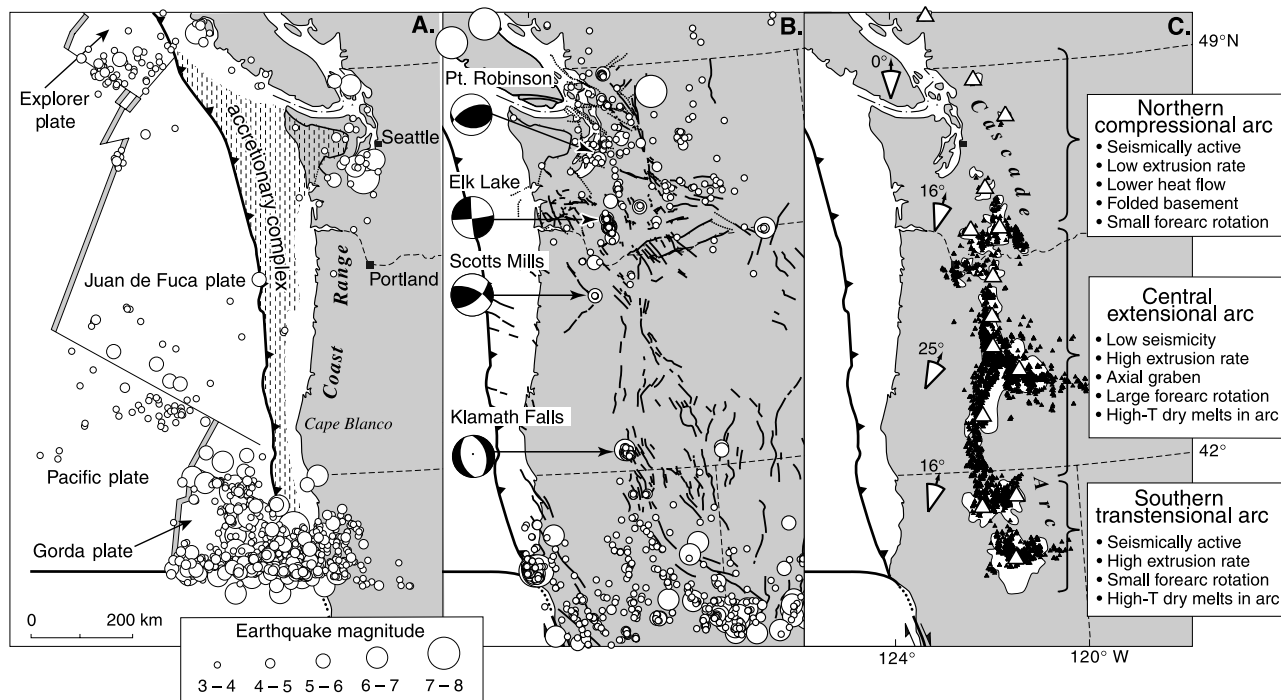 A.
Explorer
plate
accretionary complex
Seattle
Juan de Fuca plate
Portland
Coast Range
Cape Blanco
Pacific plate
Gorda plate
0 200 km
Earthquake magnitude
3 – 4 4 – 5 5 – 6 6 – 7 7 – 8
B.
Pt. Robinson
Elk Lake
Scotts Mills
Klamath Falls
C.
49°N
0°
Cascade
16°
25°
42°
16°
Arc
124°
120° W
Northern
compressional arc
• Seismically active
• Low extrusion rate
• Lower heat flow
• Folded basement
• Small forearc rotation
Central
extensional arc
• Low seismicity
• High extrusion rate
• Axial graben
• Large forearc rotation
• High-T dry melts in arc
Southern
transtensional arc
• Seismically active
• High extrusion rate
• Small forearc rotation
• High-T dry melts in arc